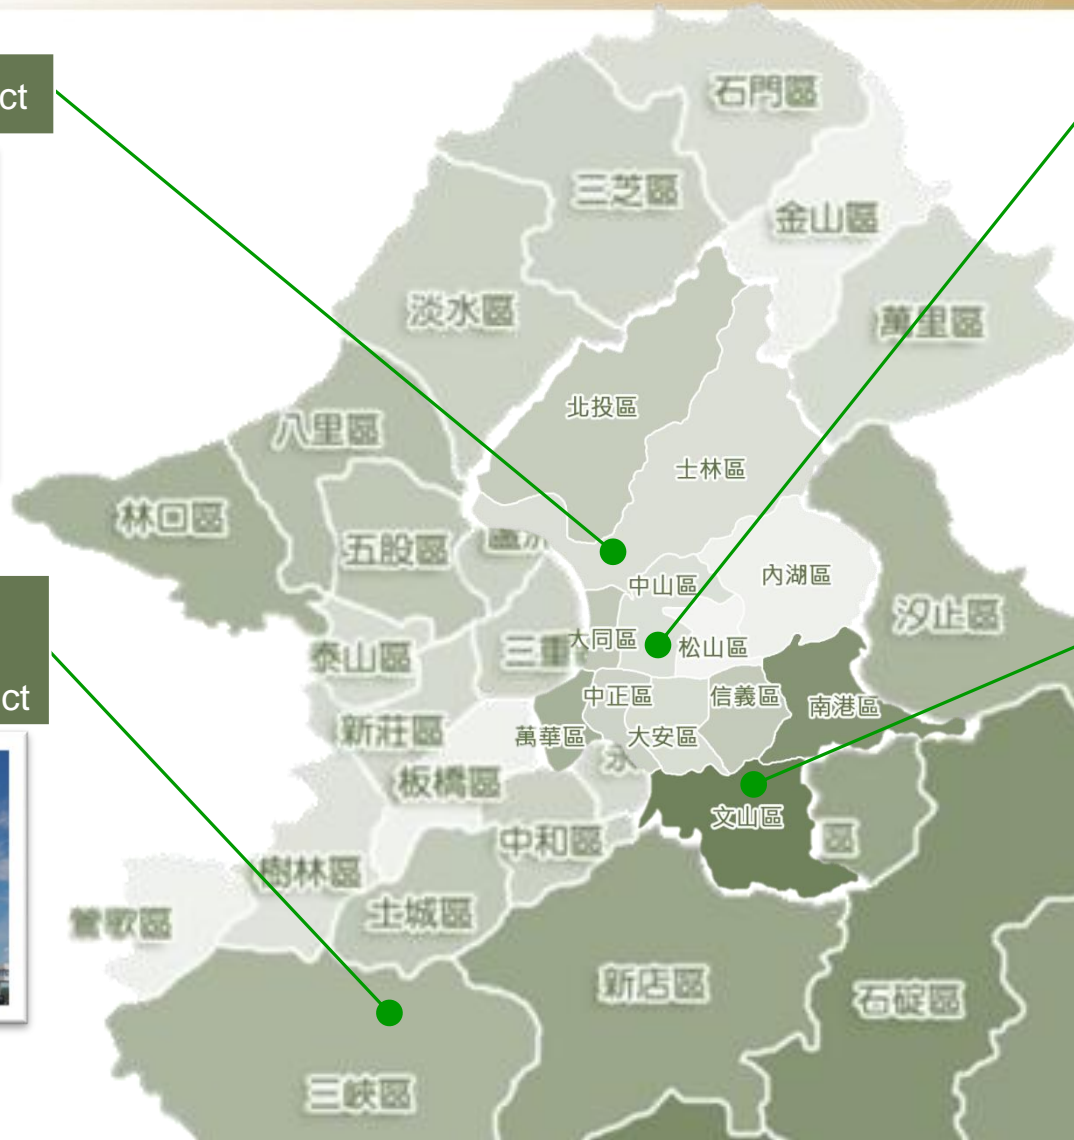 ct
石門區
三芝區
金山區
淡水區
萬里區
北投區
八里區
士林區
林口區
五股區
中山區
內湖區
汐止區
大同區
松山區
泰山區
三重
ct
中正區
信義區
南港區
新莊區
萬華區
大安區
永
板橋區
文山區
中和區
區
樹林區
土城區
鶯歌區
新店區
石碇區
三峽區